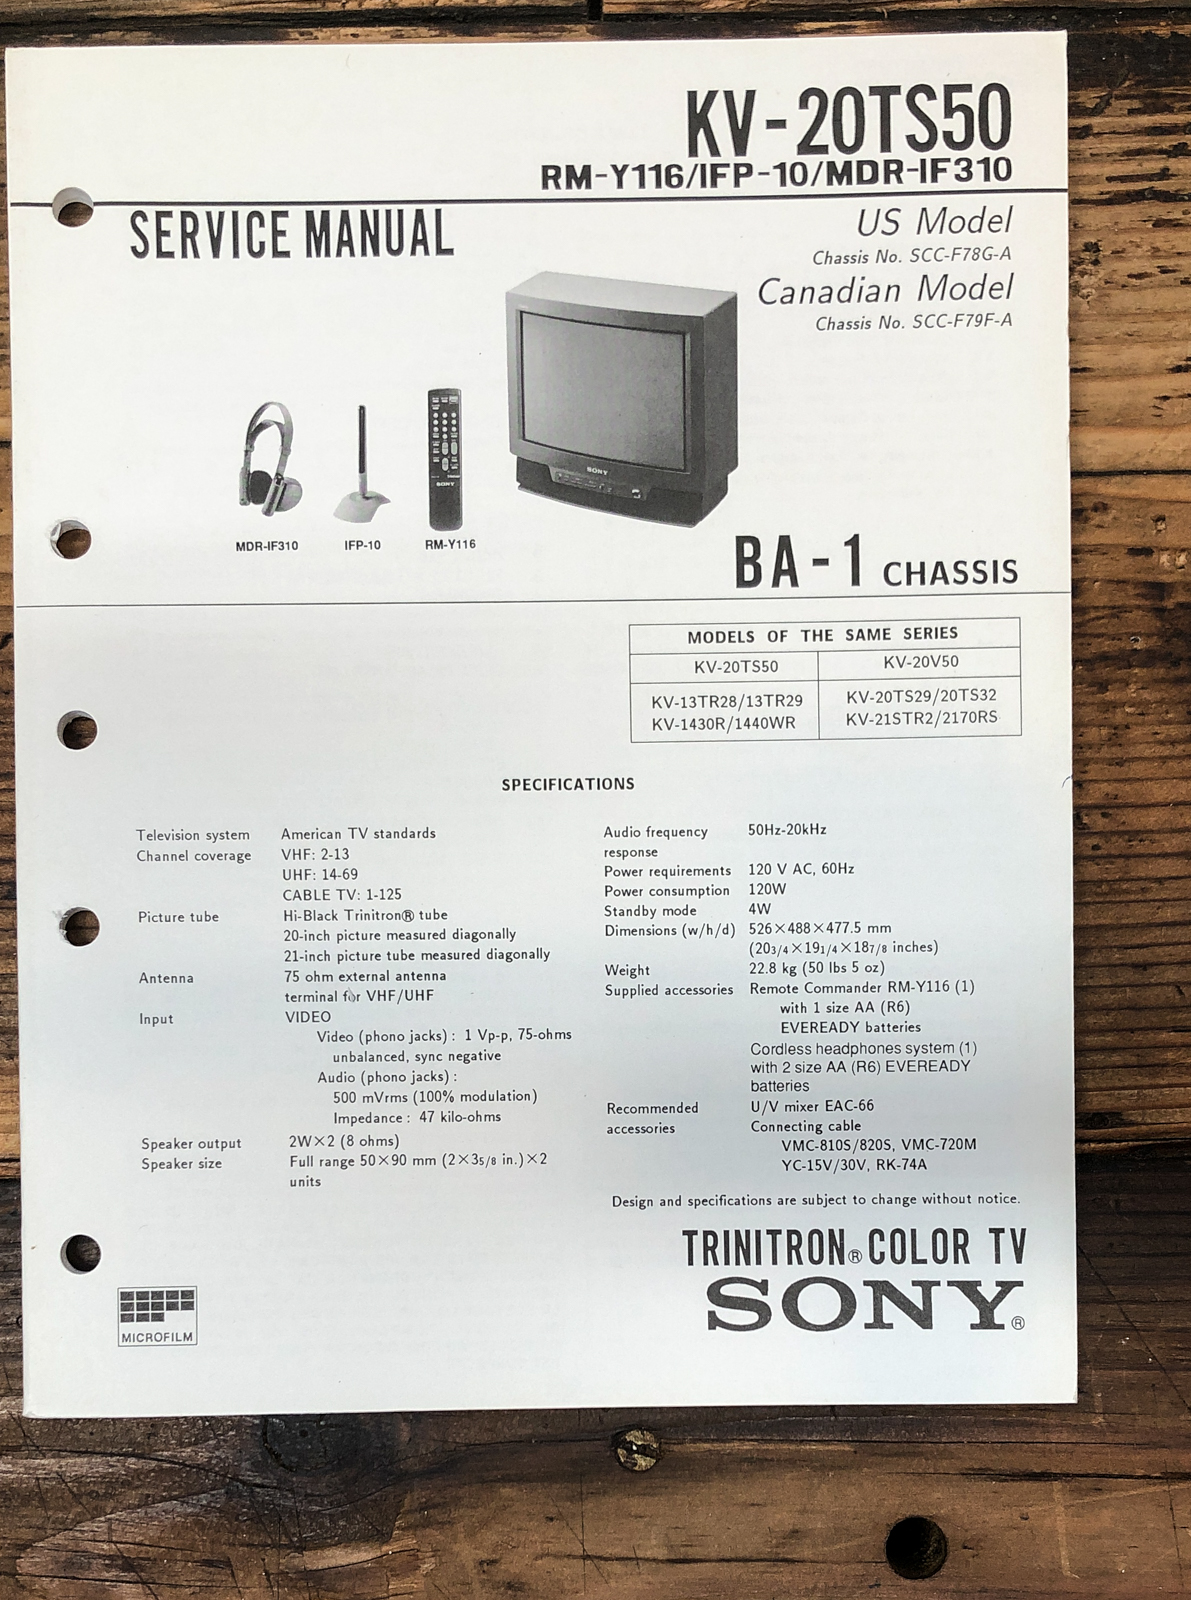 KV-20TS50
RM-Y116/IFP-10/MDR-IF310
SERVICE MANUAL
US Model
Chassis No. SCC-F78G-A
Canadian Model
Chassis No. SCC-F79F-A
SONY
SONY
MDR-IF310
IFP-10
RM-Y116
BA-1 CHASSIS
MODELS OF THE SAME SERIES
KV-20TS50 KV-20V50
KV-13TR28/13TR29 KV-20TS29/20TS32
KV-1430R/1440WR KV-21STR2/2170RS
SPECIFICATIONS
Television system American TV standards
Channel coverage VHF: 2-13
UHF: 14-69
CABLE TV: 1-125
Picture tube Hi-Black Trinitron® tube
20-inch picture measured diagonally
21-inch picture tube measured diagonally
Antenna 75 ohm external antenna
terminal for VHF/UHF
Input VIDEO
Video (phono jacks) : 1 Vp-p, 75-ohms
unbalanced, sync negative
Audio (phono jacks) :
500 mVrms (100% modulation)
Impedance : 47 kilo-ohms
Speaker output 2W×2 (8 ohms)
Speaker size Full range 50×90 mm (2×3 5/8 in.)×2
units
Audio frequency 50Hz-20kHz
response
Power requirements 120 V AC, 60Hz
Power consumption 120W
Standby mode 4W
Dimensions (w/h/d) 526×488×477.5 mm
(20 3/4×19 1/4×18 7/8 inches)
Weight 22.8 kg (50 lbs 5 oz)
Supplied accessories Remote Commander RM-Y116 (1)
with 1 size AA (R6)
EVEREADY batteries
Cordless headphones system (1)
with 2 size AA (R6) EVEREADY
batteries
Recommended U/V mixer EAC-66
accessories Connecting cable
VMC-810S/820S, VMC-720M
YC-15V/30V, RK-74A
Design and specifications are subject to change without notice.
TRINITRON® COLOR TV
SONY®
MICROFILM